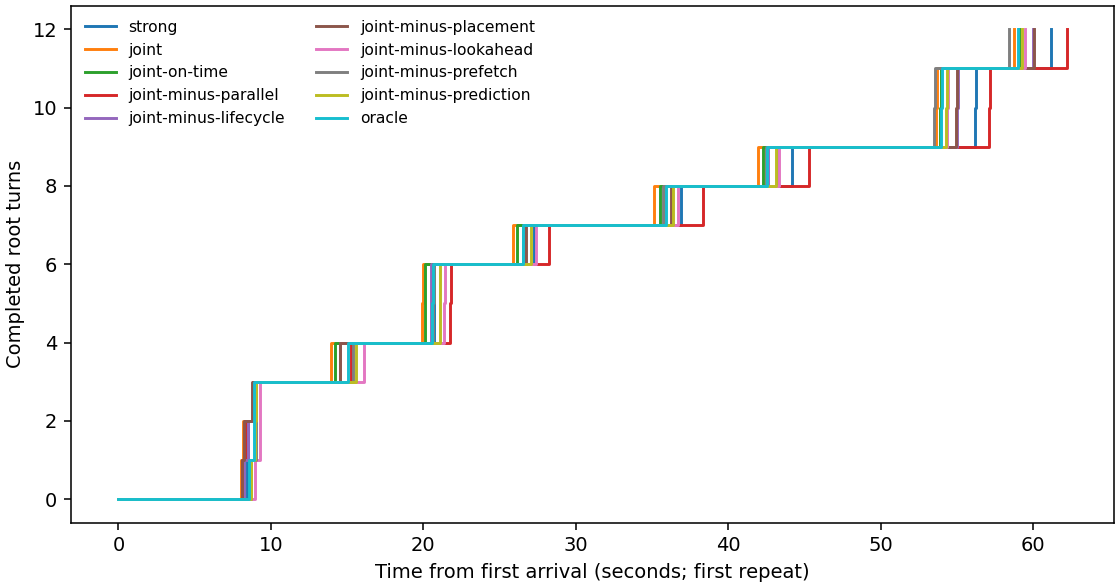 strong
joint
joint-on-time
joint-minus-parallel
joint-minus-lifecycle
joint-minus-placement
joint-minus-lookahead
joint-minus-prefetch
joint-minus-prediction
oracle
Completed root turns
12
10
8
6
4
2
0
0 10 20 30 40 50 60
Time from first arrival (seconds; first repeat)